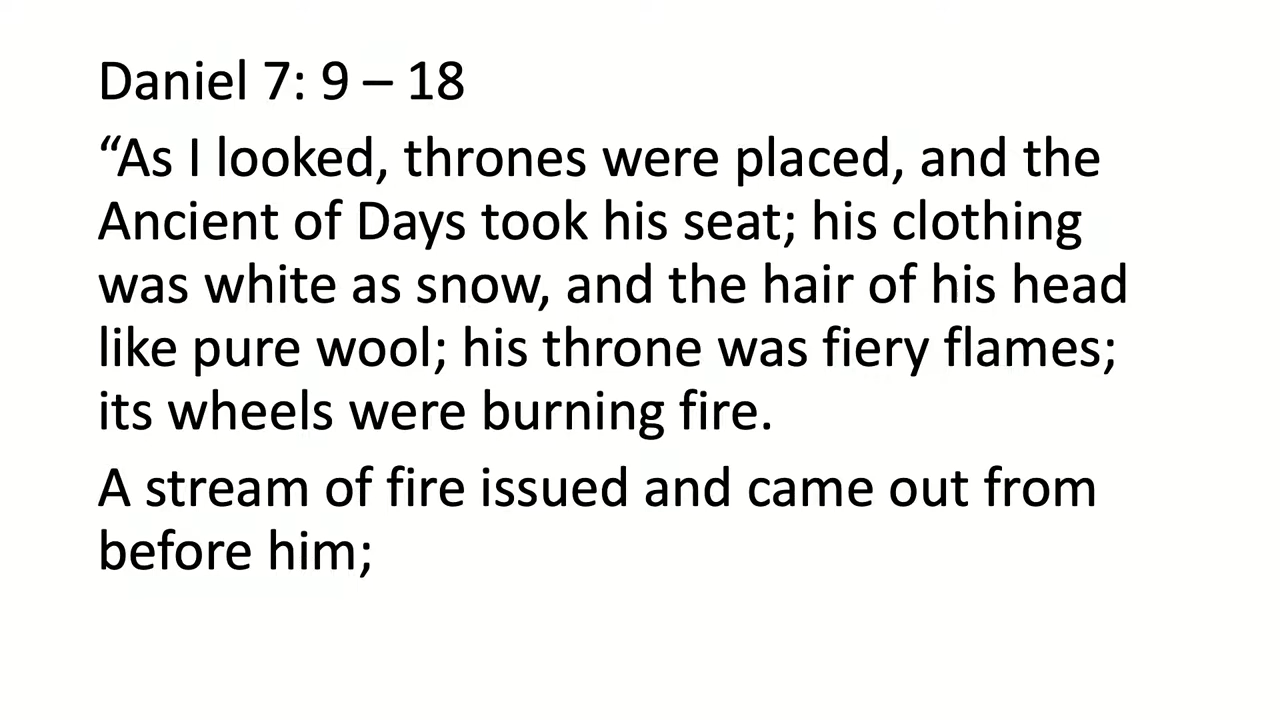 Daniel 7: 9 – 18
“As I looked, thrones were placed, and the
Ancient of Days took his seat; his clothing
was white as snow, and the hair of his head
like pure wool; his throne was fiery flames;
its wheels were burning fire.
A stream of fire issued and came out from
before him;